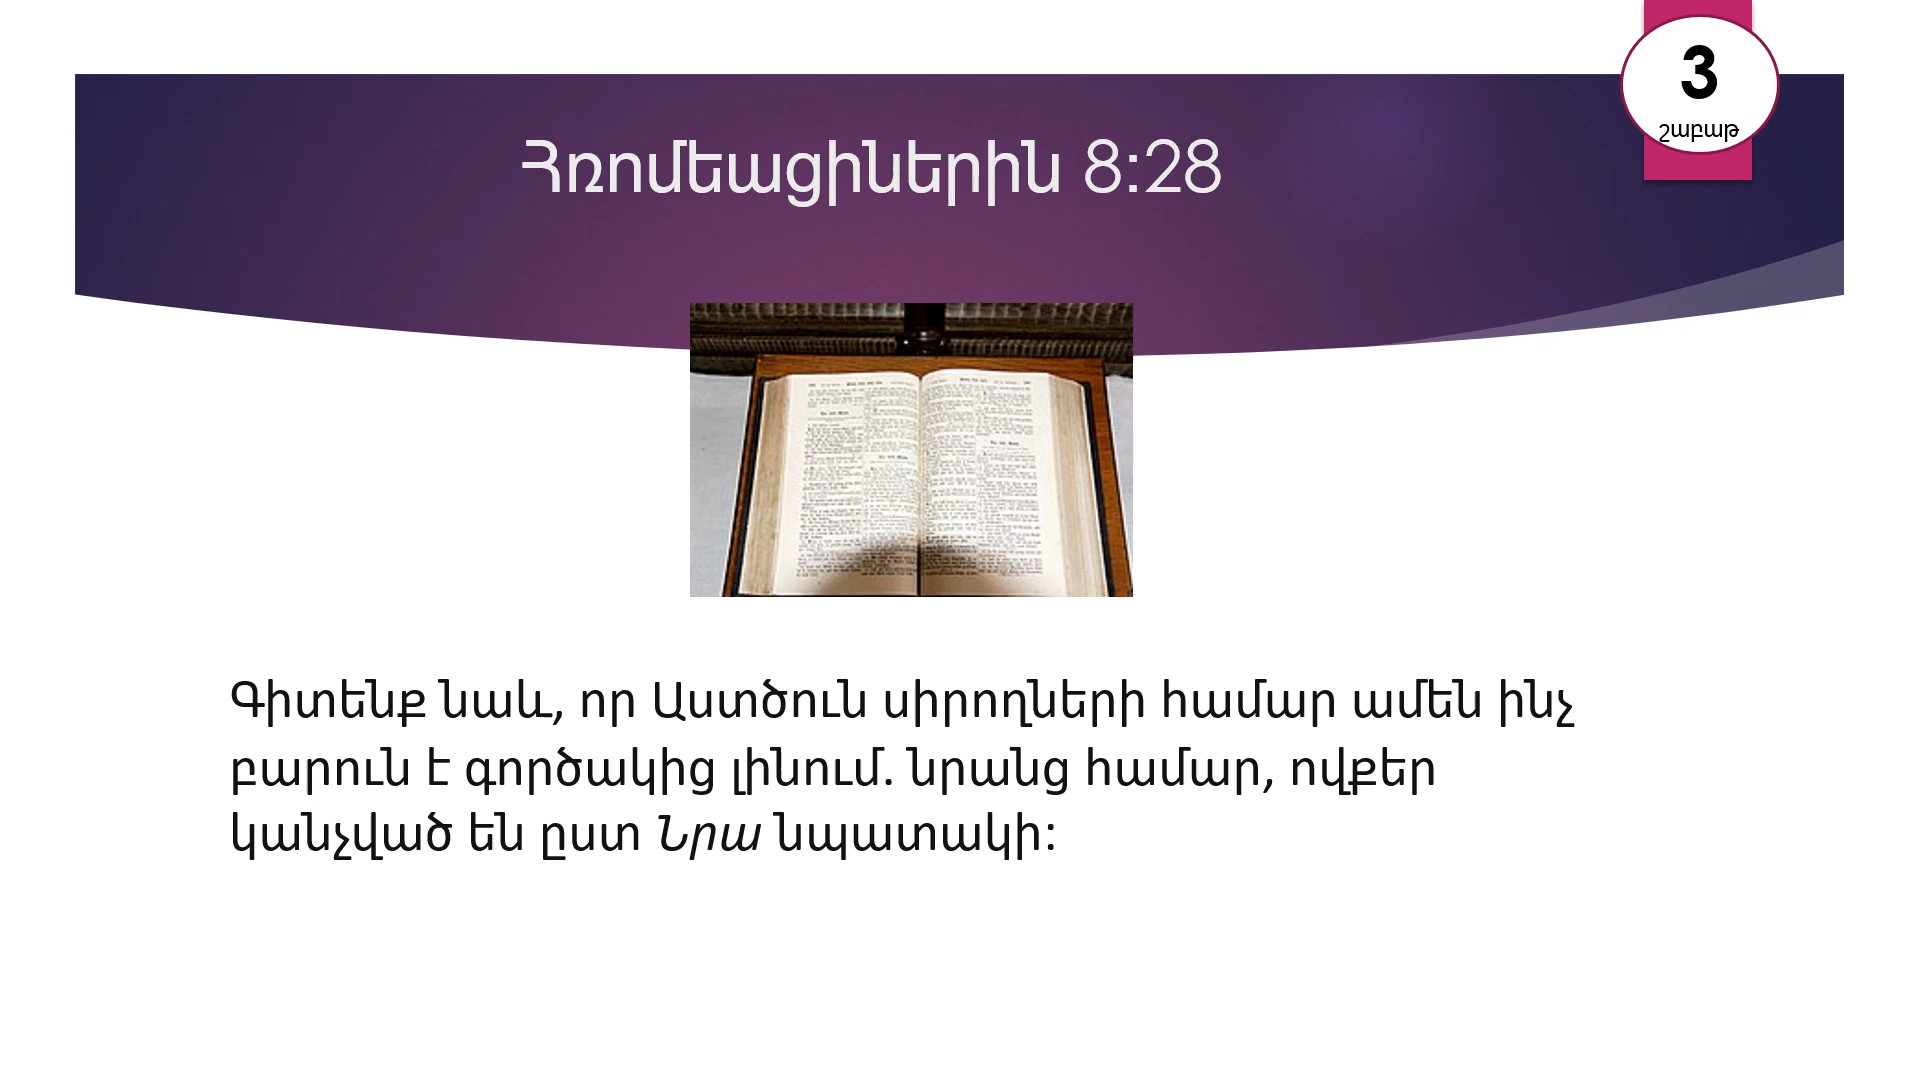 3
շաբաթ
Հռոմեացիներին 8:28
Գիտենք նաև, որ Աստծուն սիրողների համար ամեն ինչ
բարուն է գործակից լինում. նրանց համար, ովքեր
կանչված են ըստ Նրա նպատակի: